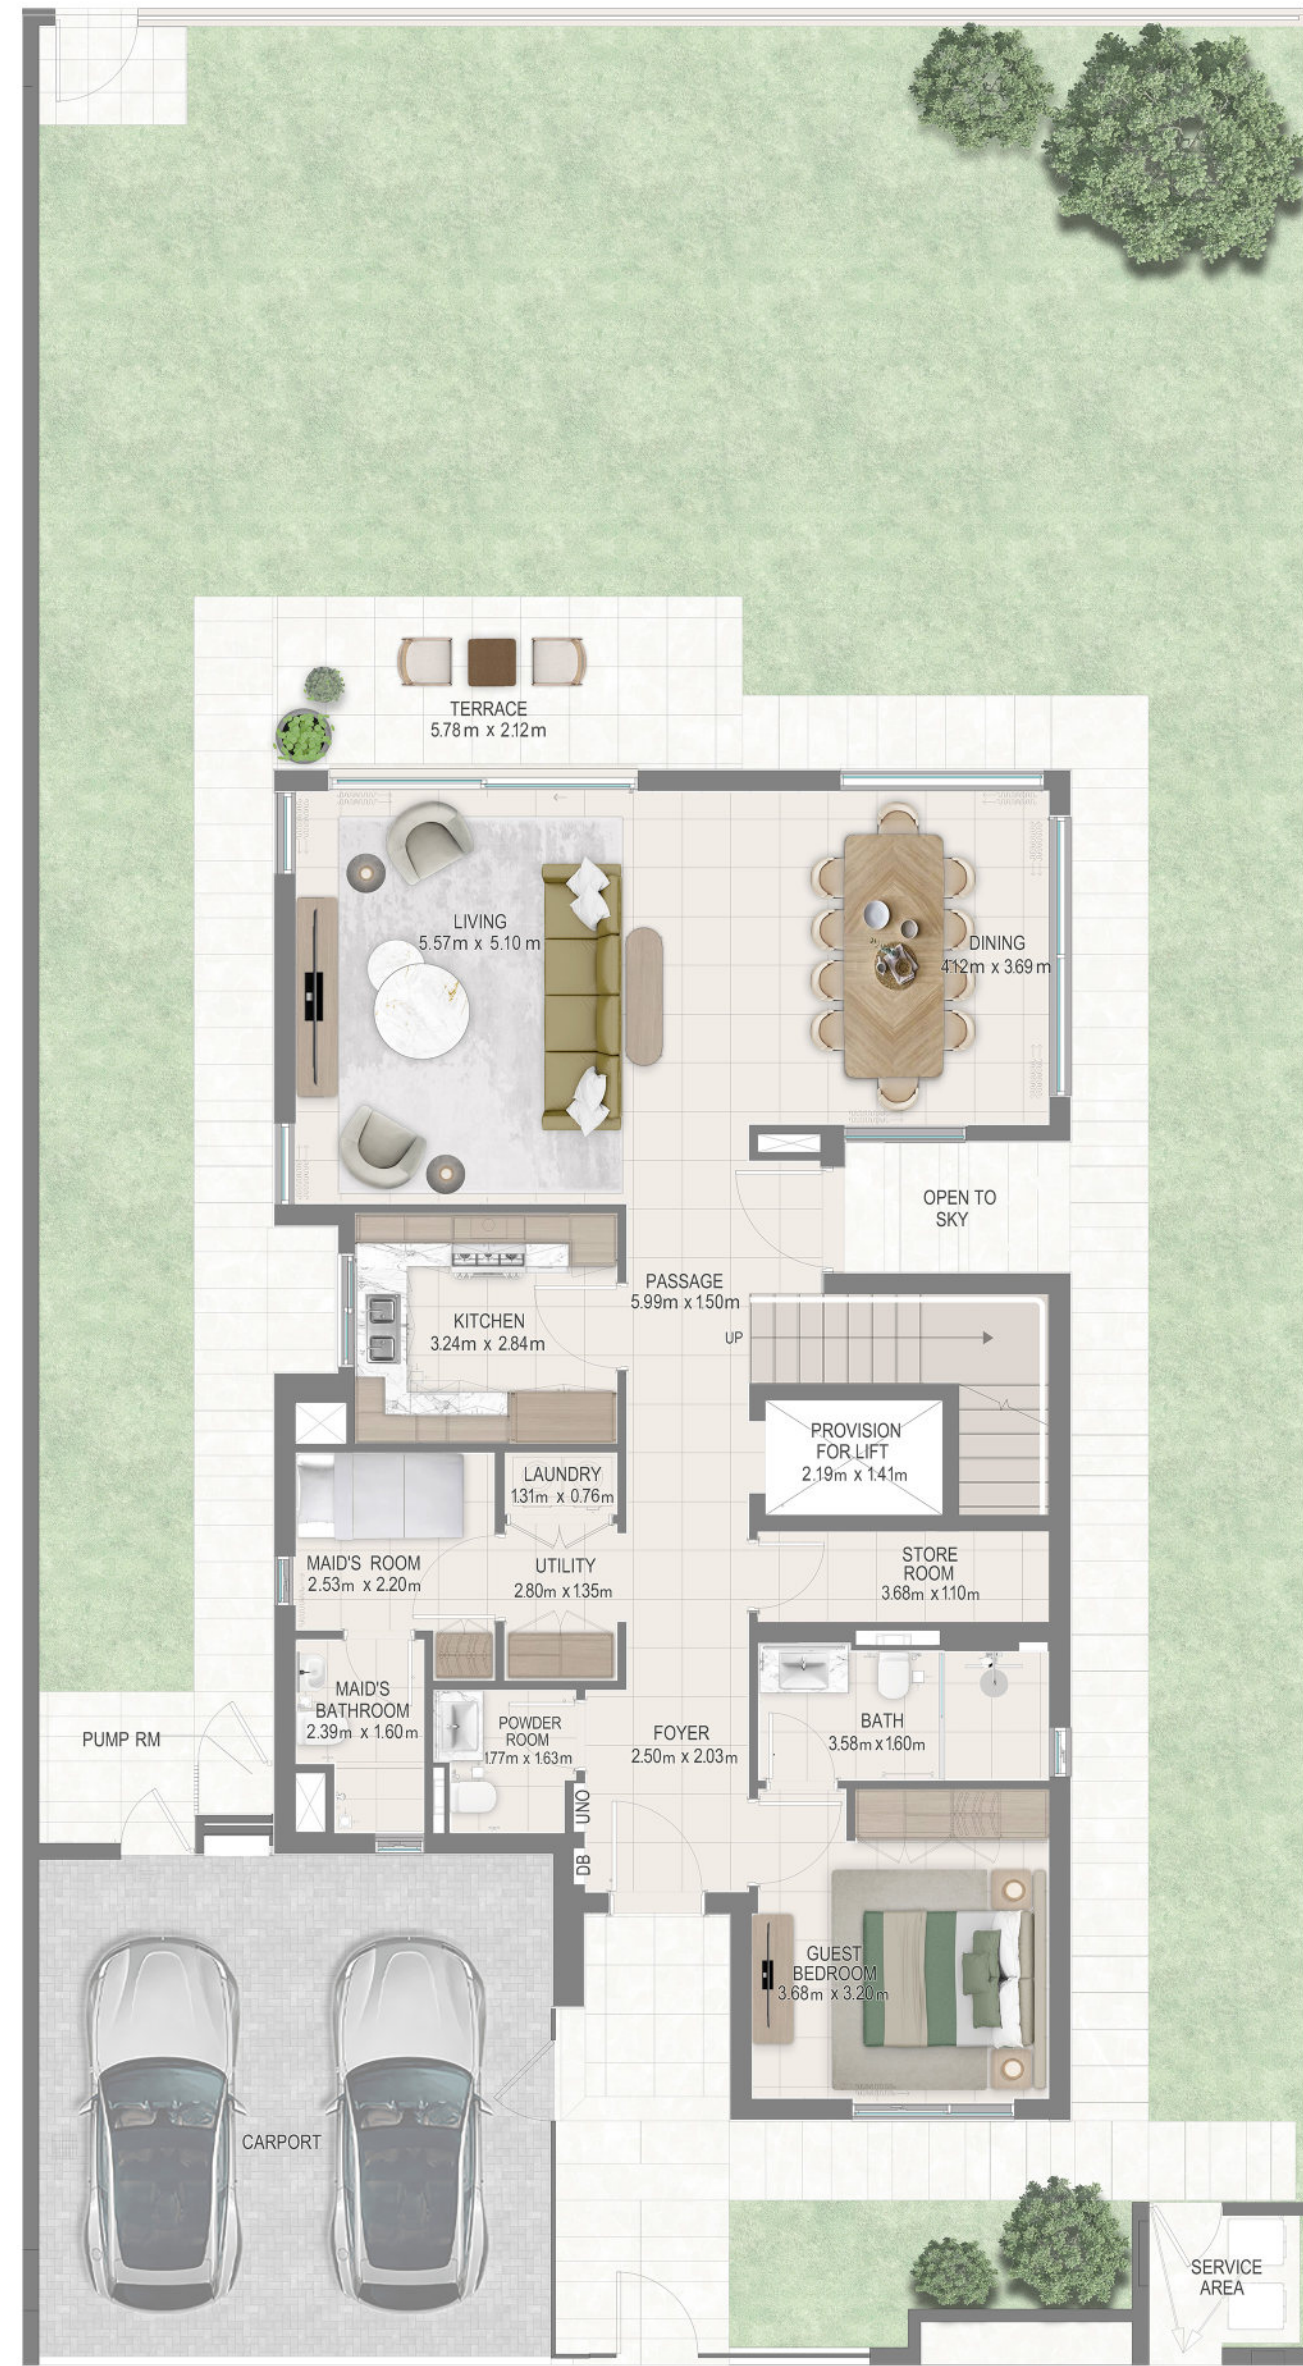 TERRACE
5.78m x 2.12m
LIVING
5.57m x 5.10 m
DINING
4.12m x 3.69 m
OPEN TO
SKY
PASSAGE
5.99m x 1.50m
KITCHEN
3.24m x 2.84m
UP
PROVISION
FOR LIFT
2.19m x 1.41m
LAUNDRY
1.31m x 0.76m
MAID'S ROOM
2.53m x 2.20m
UTILITY
2.80m x 1.35m
STORE
ROOM
3.68m x 1.10m
MAID'S
BATHROOM
2.39m x 1.60m
POWDER
ROOM
1.77m x 1.63m
FOYER
2.50m x 2.03m
BATH
3.58m x 1.60m
PUMP RM
UNO
DB
GUEST
BEDROOM
3.68m x 3.20m
CARPORT
SERVICE
AREA